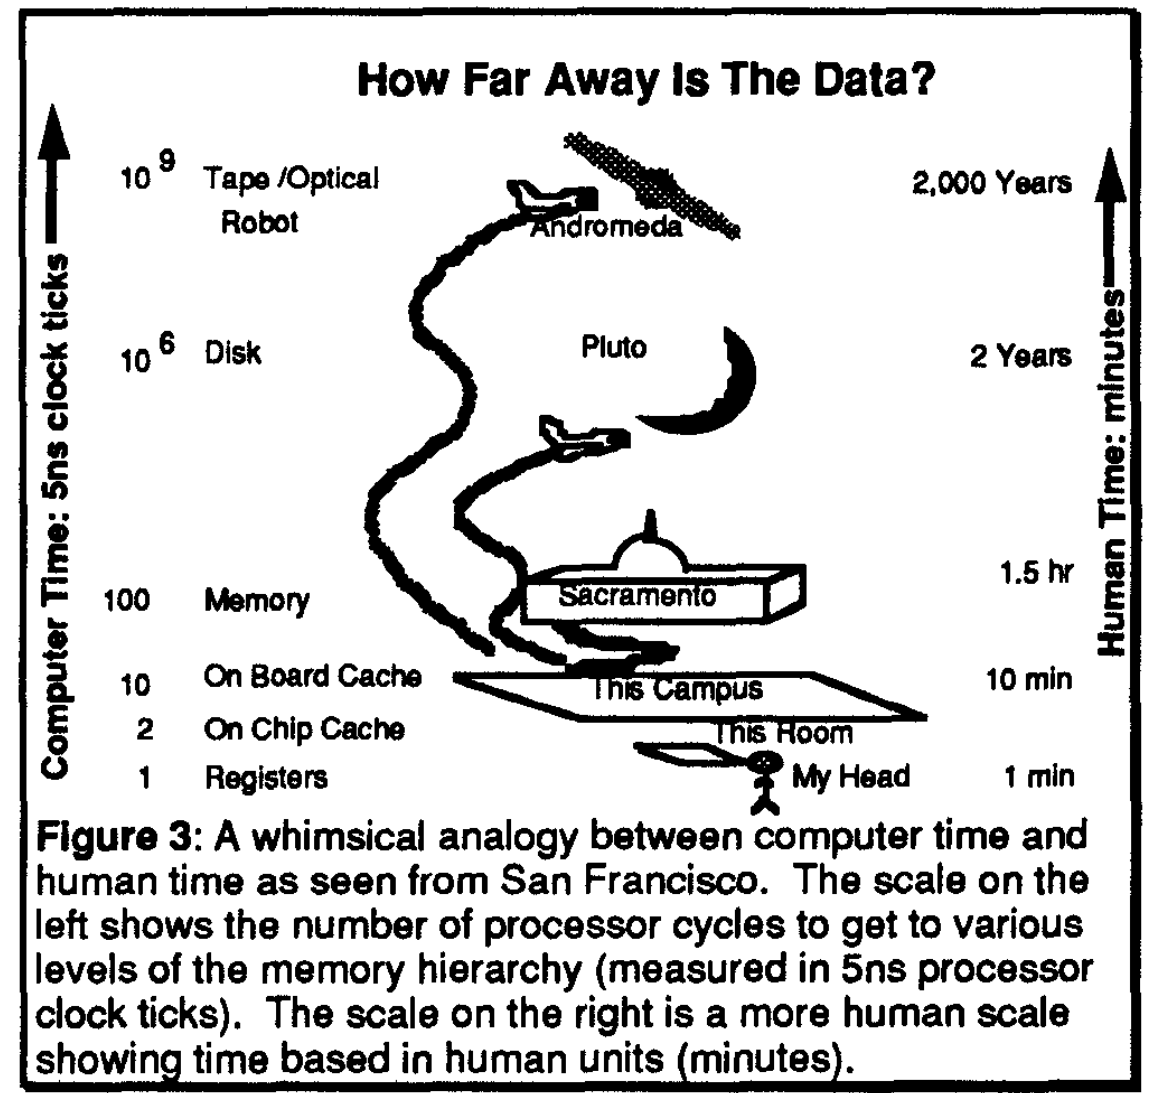 How Far Away Is The Data?
10 9 Tape /Optical Robot
Andromeda
2,000 Years
10 6 Disk
Pluto
2 Years
100 Memory
Sacramento
1.5 hr
10 On Board Cache
This Campus
10 min
2 On Chip Cache
This Room
1 Registers
My Head
1 min
Computer Time: 5ns clock ticks
Human Time: minutes
Figure 3: A whimsical analogy between computer time and
human time as seen from San Francisco. The scale on the
left shows the number of processor cycles to get to various
levels of the memory hierarchy (measured in 5ns processor
clock ticks). The scale on the right is a more human scale
showing time based in human units (minutes).